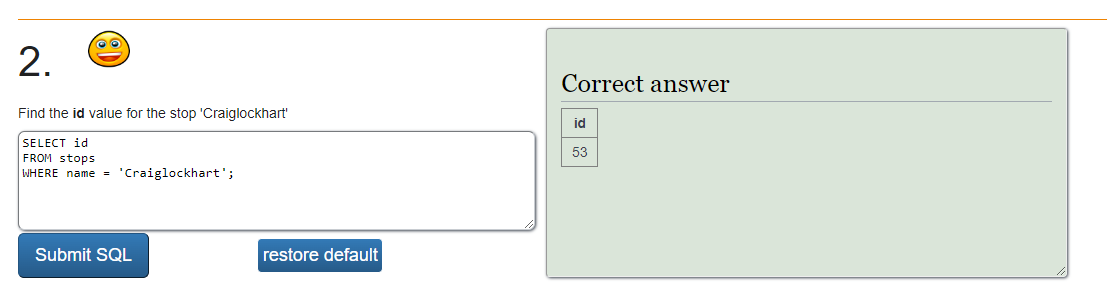 2.
Find the id value for the stop 'Craiglockhart'
SELECT id
FROM stops
WHERE name = 'Craiglockhart';
Submit SQL
restore default
Correct answer
id
53